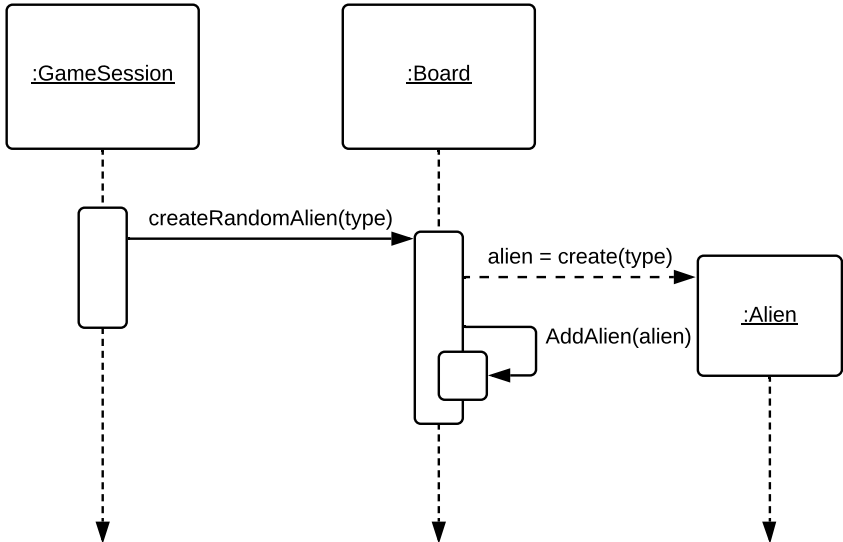 :GameSession
:Board
createRandomAlien(type)
alien = create(type)
:Alien
AddAlien(alien)